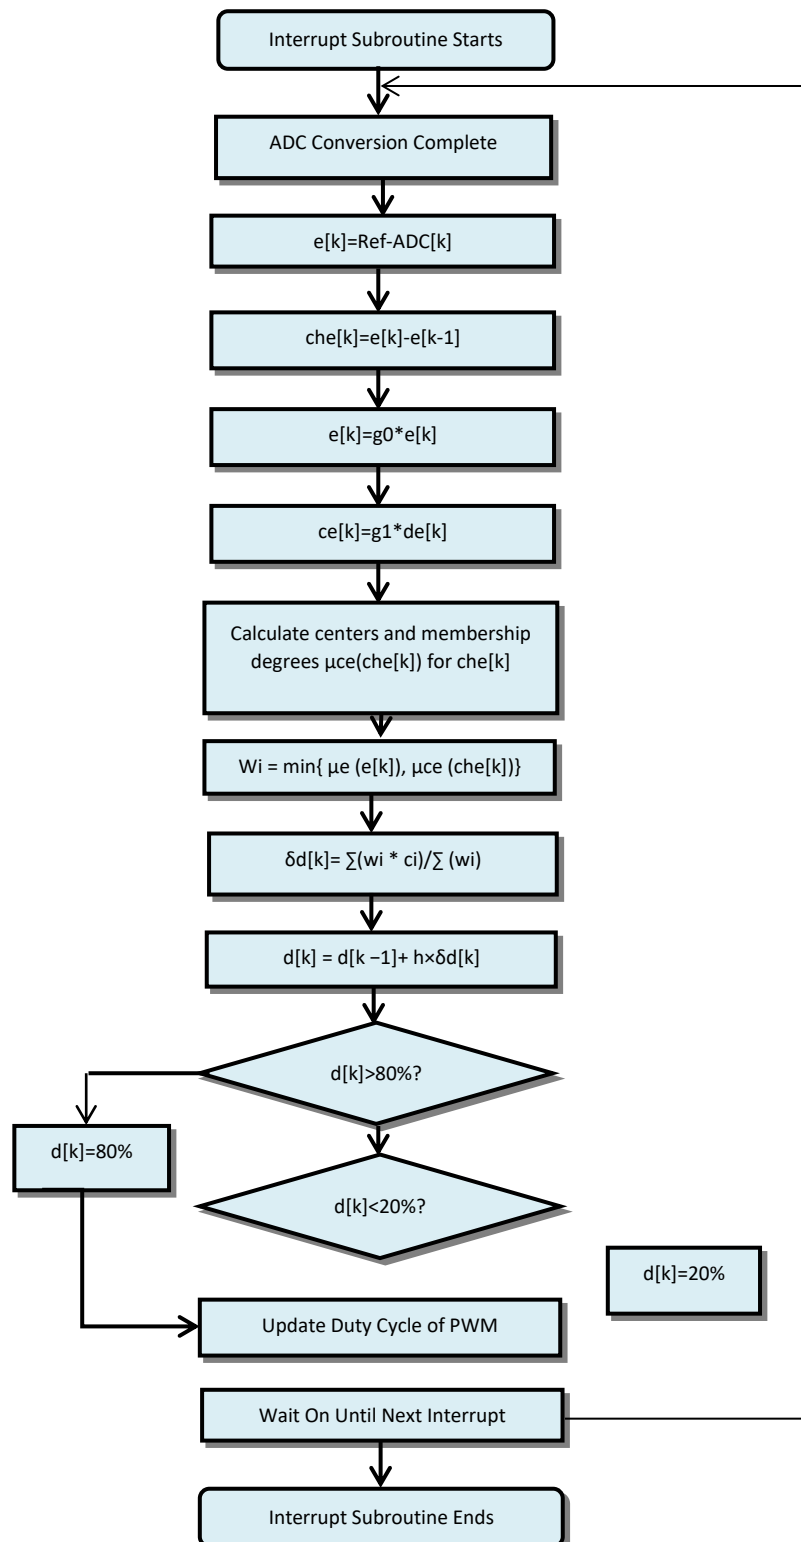 Interrupt Subroutine Starts
ADC Conversion Complete
e[k]=Ref-ADC[k]
che[k]=e[k]-e[k-1]
e[k]=g0*e[k]
ce[k]=g1*de[k]
Calculate centers and membership
degrees μce(che[k]) for che[k]
Wi = min{ μe (e[k]), μce (che[k])}
δd[k]= ∑(wi * ci)/∑ (wi)
d[k] = d[k −1]+ h×δd[k]
d[k]>80%?
d[k]=80%
d[k]<20%?
d[k]=20%
Update Duty Cycle of PWM
Wait On Until Next Interrupt
Interrupt Subroutine Ends